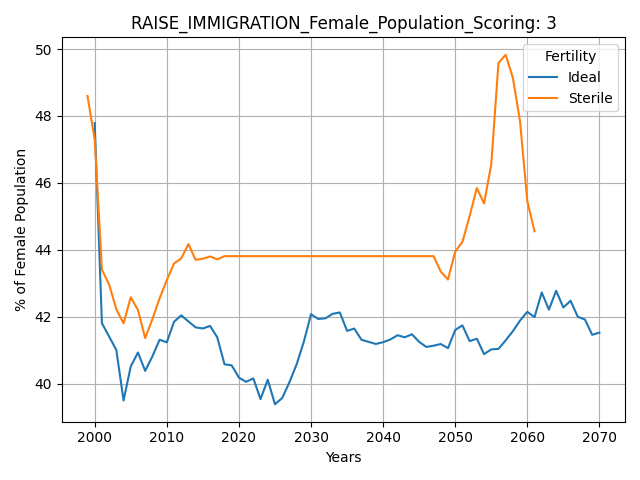 RAISE_IMMIGRATION_Female_Population_Scoring: 3
Fertility
Ideal
Sterile
% of Female Population
50
48
46
44
42
40
2000 2010 2020 2030 2040 2050 2060 2070
Years